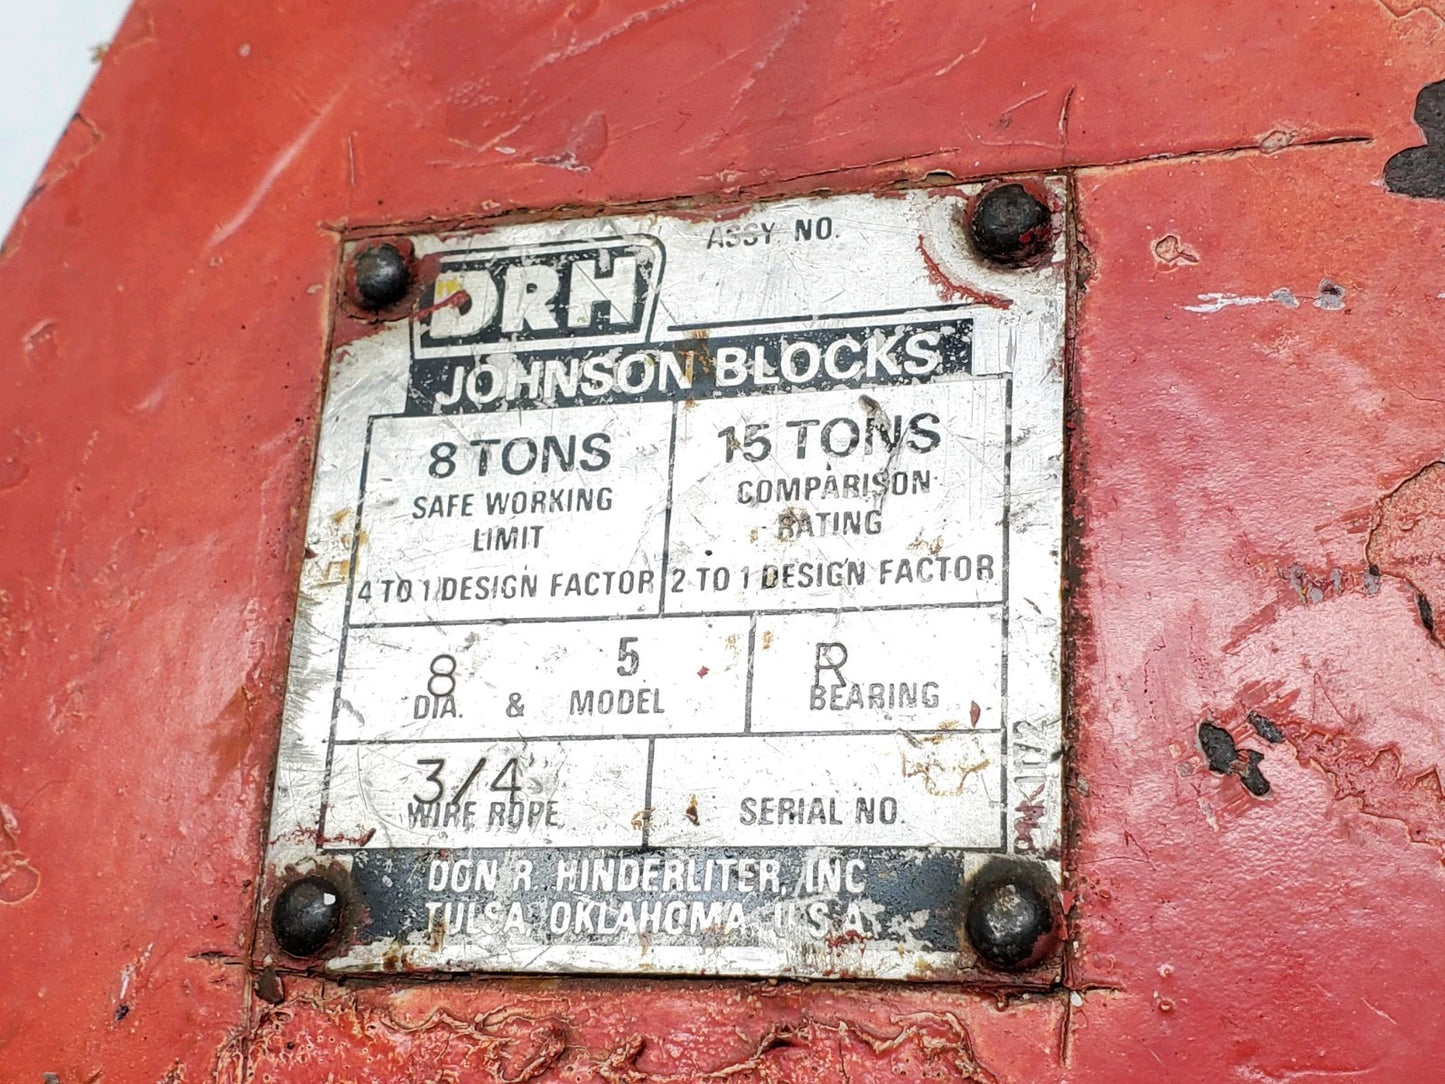 ASSY. NO.
DRH
JOHNSON BLOCKS
8 TONS
SAFE WORKING
LIMIT
4 TO 1 DESIGN FACTOR
15 TONS
COMPARISON
RATING
2 TO 1 DESIGN FACTOR
8 5
DIA. & MODEL
R
BEARING
3/4
WIRE ROPE
SERIAL NO.
DON R. HINDERLITER, INC
TULSA, OKLAHOMA, U.S.A.